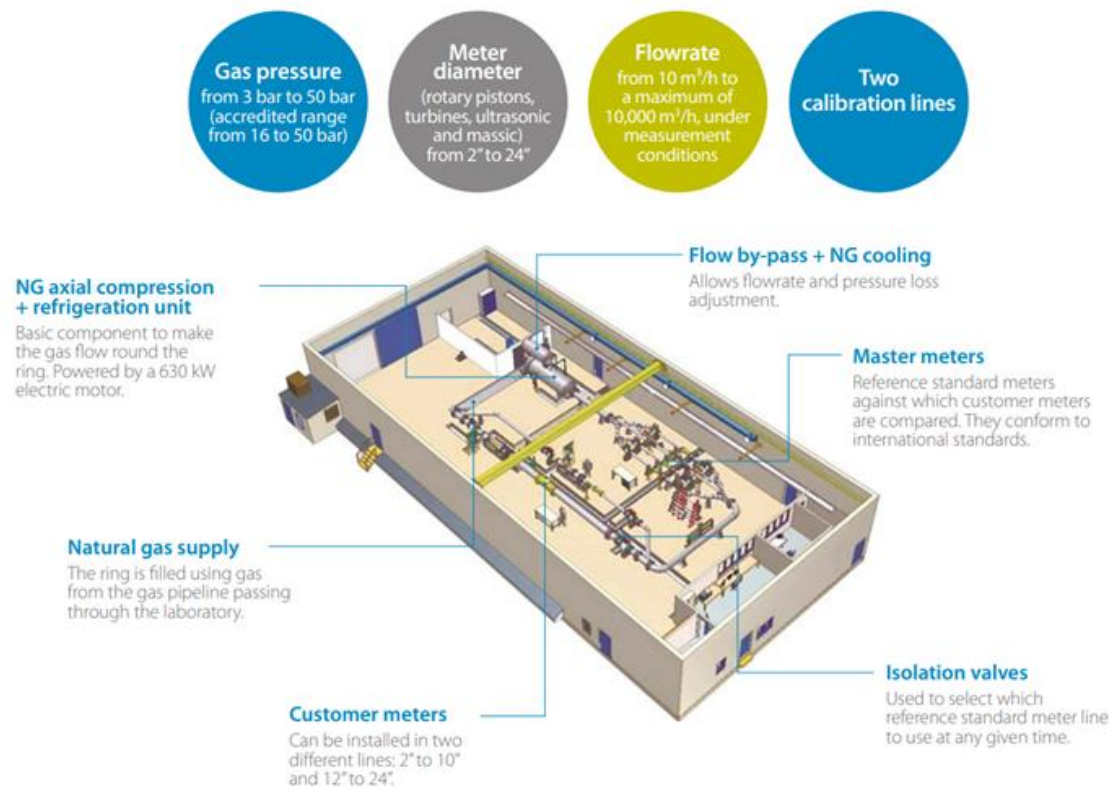 Gas pressure
from 3 bar to 50 bar
(accredited range
from 16 to 50 bar)
Meter
diameter
(rotary pistons,
turbines, ultrasonic
and massic)
from 2” to 24”
Flowrate
from 10 m³/h to
a maximum of
10,000 m³/h, under
measurement
conditions
Two
calibration lines
NG axial compression
+ refrigeration unit
Basic component to make
the gas flow round the
ring. Powered by a 630 kW
electric motor.
Flow by-pass + NG cooling
Allows flowrate and pressure loss
adjustment.
Master meters
Reference standard meters
against which customer meters
are compared. They conform to
international standards.
Natural gas supply
The ring is filled using gas
from the gas pipeline passing
through the laboratory.
Customer meters
Can be installed in two
different lines: 2” to 10”
and 12” to 24”.
Isolation valves
Used to select which
reference standard meter line
to use at any given time.